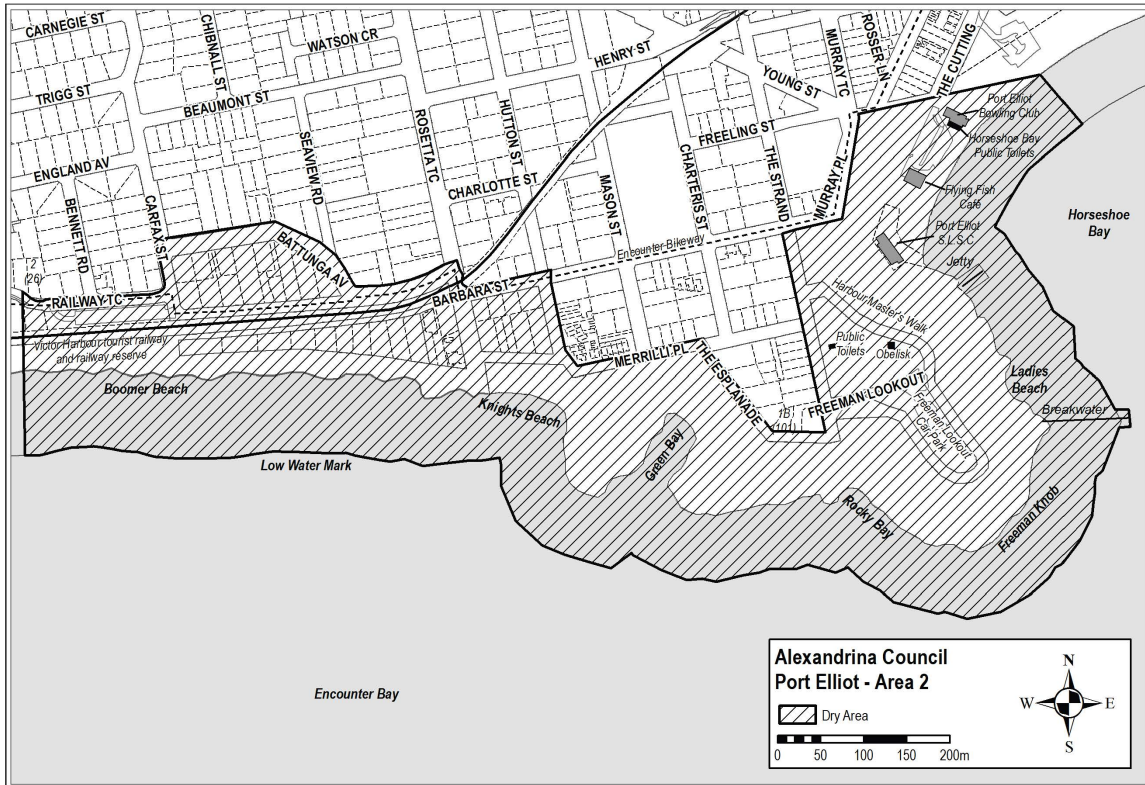 CARNEGIE ST
CHIBNALL ST
WATSON CR
HENRY ST
ROSSER LN
THE CUTTING
MURRAY TC
YOUNG ST
TRIGG ST
BEAUMONT ST
Port Elliot
Bowling Club
Horseshoe Bay
Public Toilets
FREELING ST
ENGLAND AV
SEAVIEW RD
ROSETTA TC
HUTTON ST
CHARLOTTE ST
MASON ST
CHARTERIS ST
THE STRAND
MURRAY PL
Flying Fish
Café
Horseshoe
Bay
BENNETT RD
CARFAX ST
BATTUNGA AV
Encounter Bikeway
Port Elliot
S.L.S.C
Jetty
2
(26)
RAILWAY TC
BARBARA ST
Harbour Master's Walk
Victor Harbour tourist railway
and railway reserve
MERRILLI PL
Public
Toilets
Obelisk
Boomer Beach
THE ESPLANADE
FREEMAN LOOKOUT
Ladies
Beach
Knights Beach
1B
(101)
Freeman Lookout
Car Park
Breakwater
Low Water Mark
Green Bay
Rocky Bay
Freeman Knob
Encounter Bay
Alexandrina Council
Port Elliot - Area 2
Dry Area
0 50 100 150 200m
N
W E
S